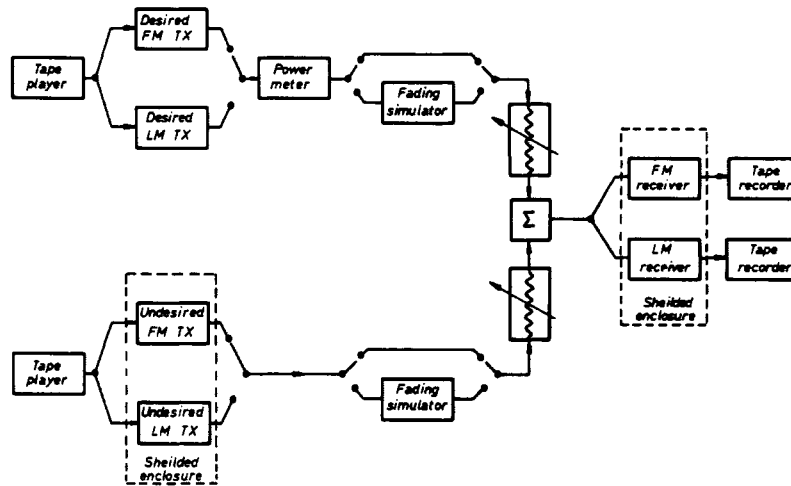 Desired
FM TX
Tape
player
Power
meter
Fading
simulator
Desired
LM TX
FM
receiver
Tape
recorder
Σ
LM
receiver
Tape
recorder
Sheilded
enclosure
Undesired
FM TX
Tape
player
Fading
simulator
Undesired
LM TX
Sheilded
enclosure